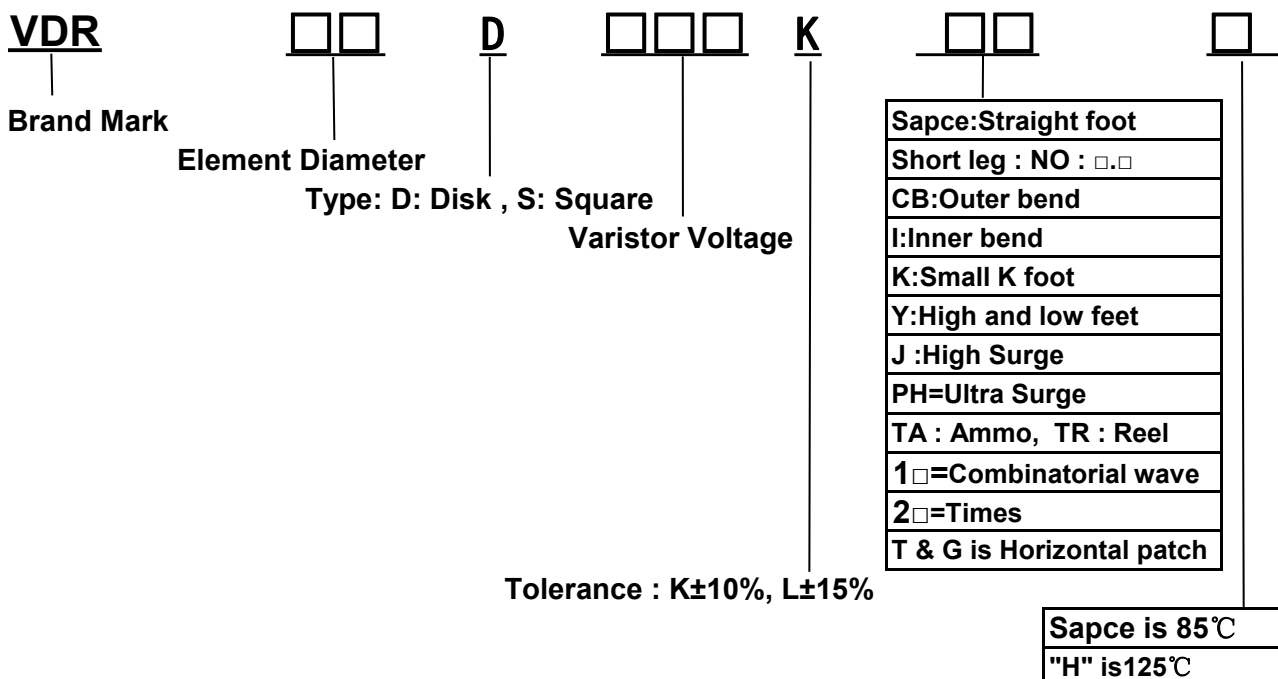 VDR □□ D □□□ K □□ □
Brand Mark
Element Diameter
Type: D: Disk , S: Square
Varistor Voltage
Sapce:Straight foot
Short leg : NO : □.□
CB:Outer bend
I:Inner bend
K:Small K foot
Y:High and low feet
J :High Surge
PH=Ultra Surge
TA : Ammo, TR : Reel
1□=Combinatorial wave
2□=Times
T & G is Horizontal patch
Tolerance : K±10%, L±15%
Sapce is 85℃
"H" is125℃